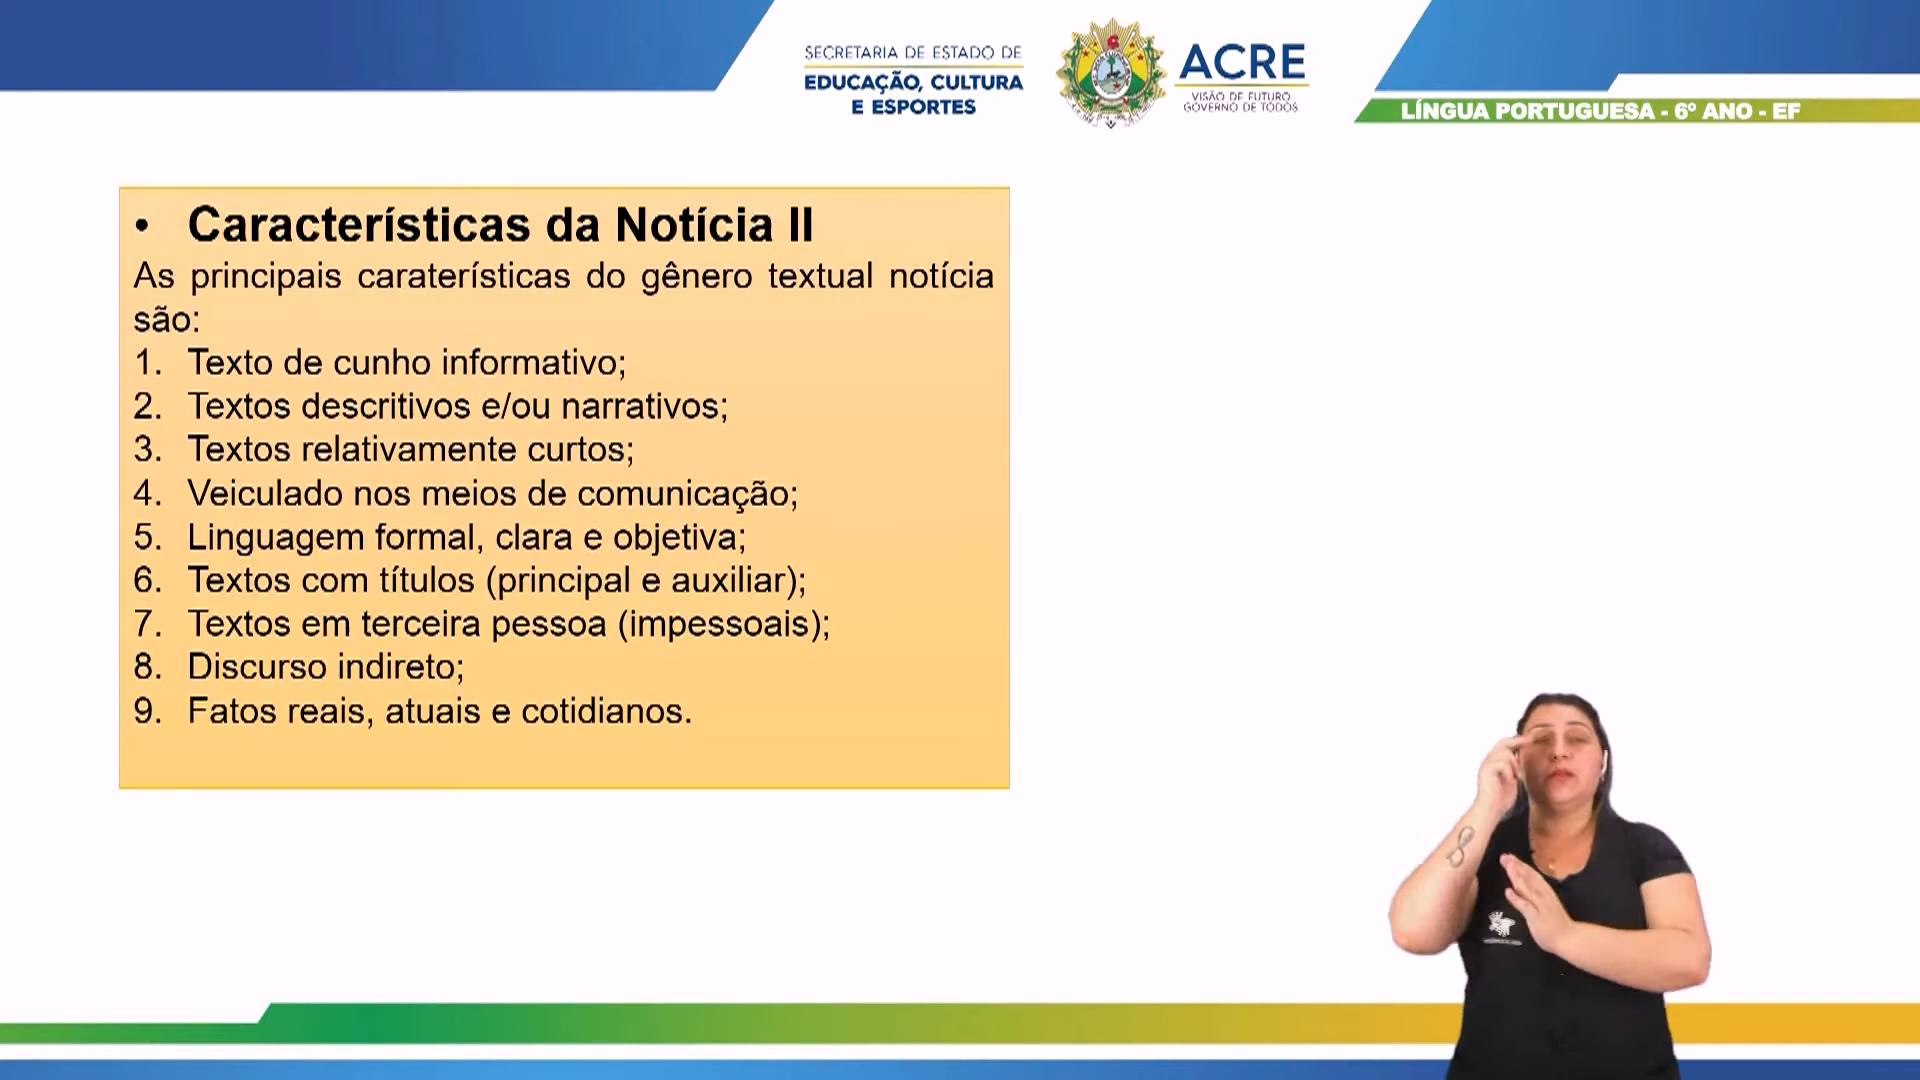 SECRETARIA DE ESTADO DE
EDUCAÇÃO, CULTURA
E ESPORTES
ACRE
VISÃO DE FUTURO
GOVERNO DE TODOS
LÍNGUA PORTUGUESA - 6º ANO - EF
• Características da Notícia II
As principais caraterísticas do gênero textual notícia
são:
1. Texto de cunho informativo;
2. Textos descritivos e/ou narrativos;
3. Textos relativamente curtos;
4. Veiculado nos meios de comunicação;
5. Linguagem formal, clara e objetiva;
6. Textos com títulos (principal e auxiliar);
7. Textos em terceira pessoa (impessoais);
8. Discurso indireto;
9. Fatos reais, atuais e cotidianos.